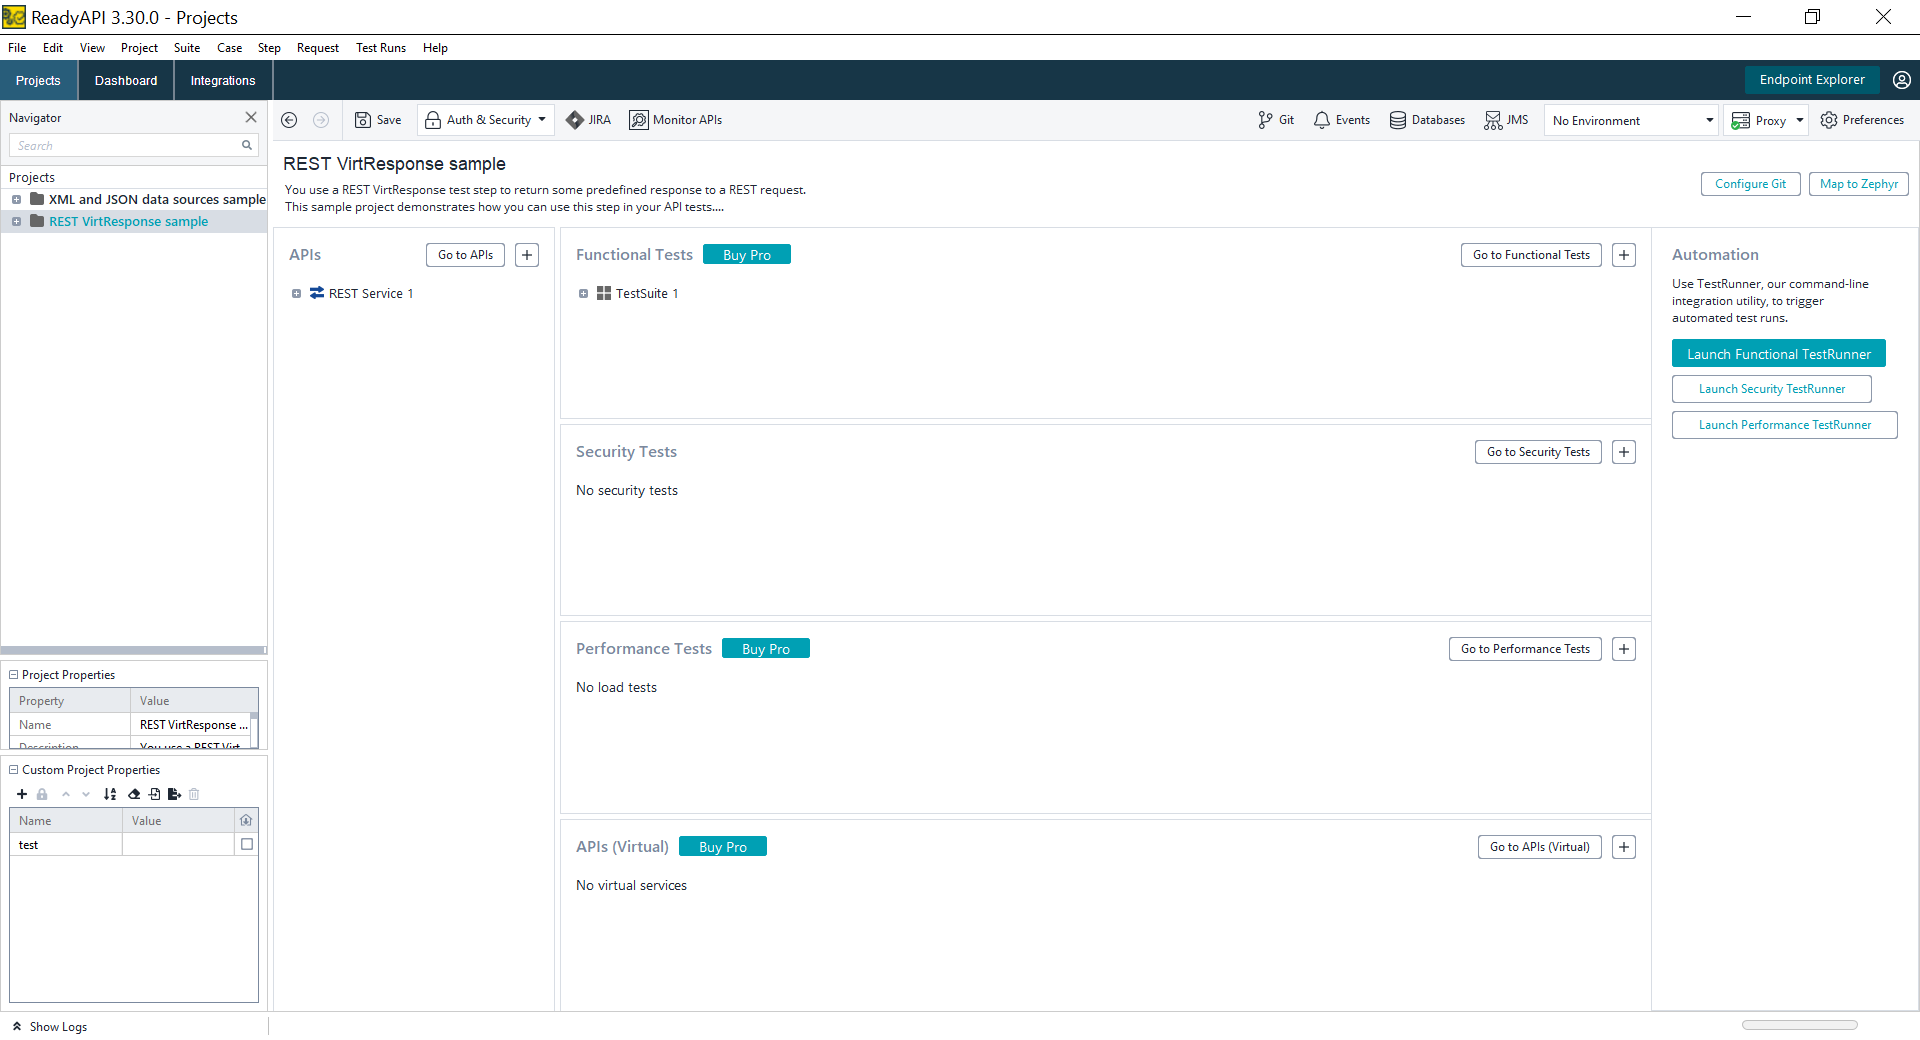 ReadyAPI 3.30.0 - Projects
File Edit View Project Suite Case Step Request Test Runs Help
Projects Dashboard Integrations Endpoint Explorer
Navigator
Search
Projects
XML and JSON data sources sample
REST VirtResponse sample
Save Auth & Security JIRA Monitor APIs Git Events Databases JMS No Environment Proxy Preferences
REST VirtResponse sample
You use a REST VirtResponse test step to return some predefined response to a REST request.
This sample project demonstrates how you can use this step in your API tests....
Configure Git Map to Zephyr
APIs Go to APIs
REST Service 1
Functional Tests Buy Pro Go to Functional Tests
TestSuite 1
Security Tests Go to Security Tests
No security tests
Performance Tests Buy Pro Go to Performance Tests
No load tests
APIs (Virtual) Buy Pro Go to APIs (Virtual)
No virtual services
Automation
Use TestRunner, our command-line
integration utility, to trigger
automated test runs.
Launch Functional TestRunner
Launch Security TestRunner
Launch Performance TestRunner
Project Properties
Property Value
Name REST VirtResponse ...
Description You use a REST Virt...
Custom Project Properties
Name Value
test
Show Logs